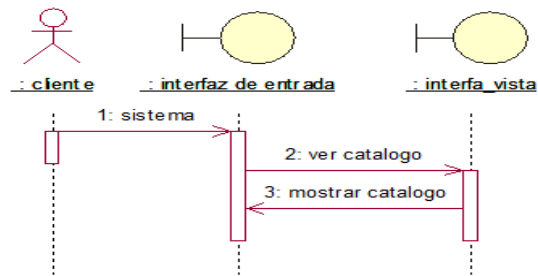 : cliente
: interfaz de entrada
: interfa_vista
1: sistema
2: ver catalogo
3: mostrar catalogo